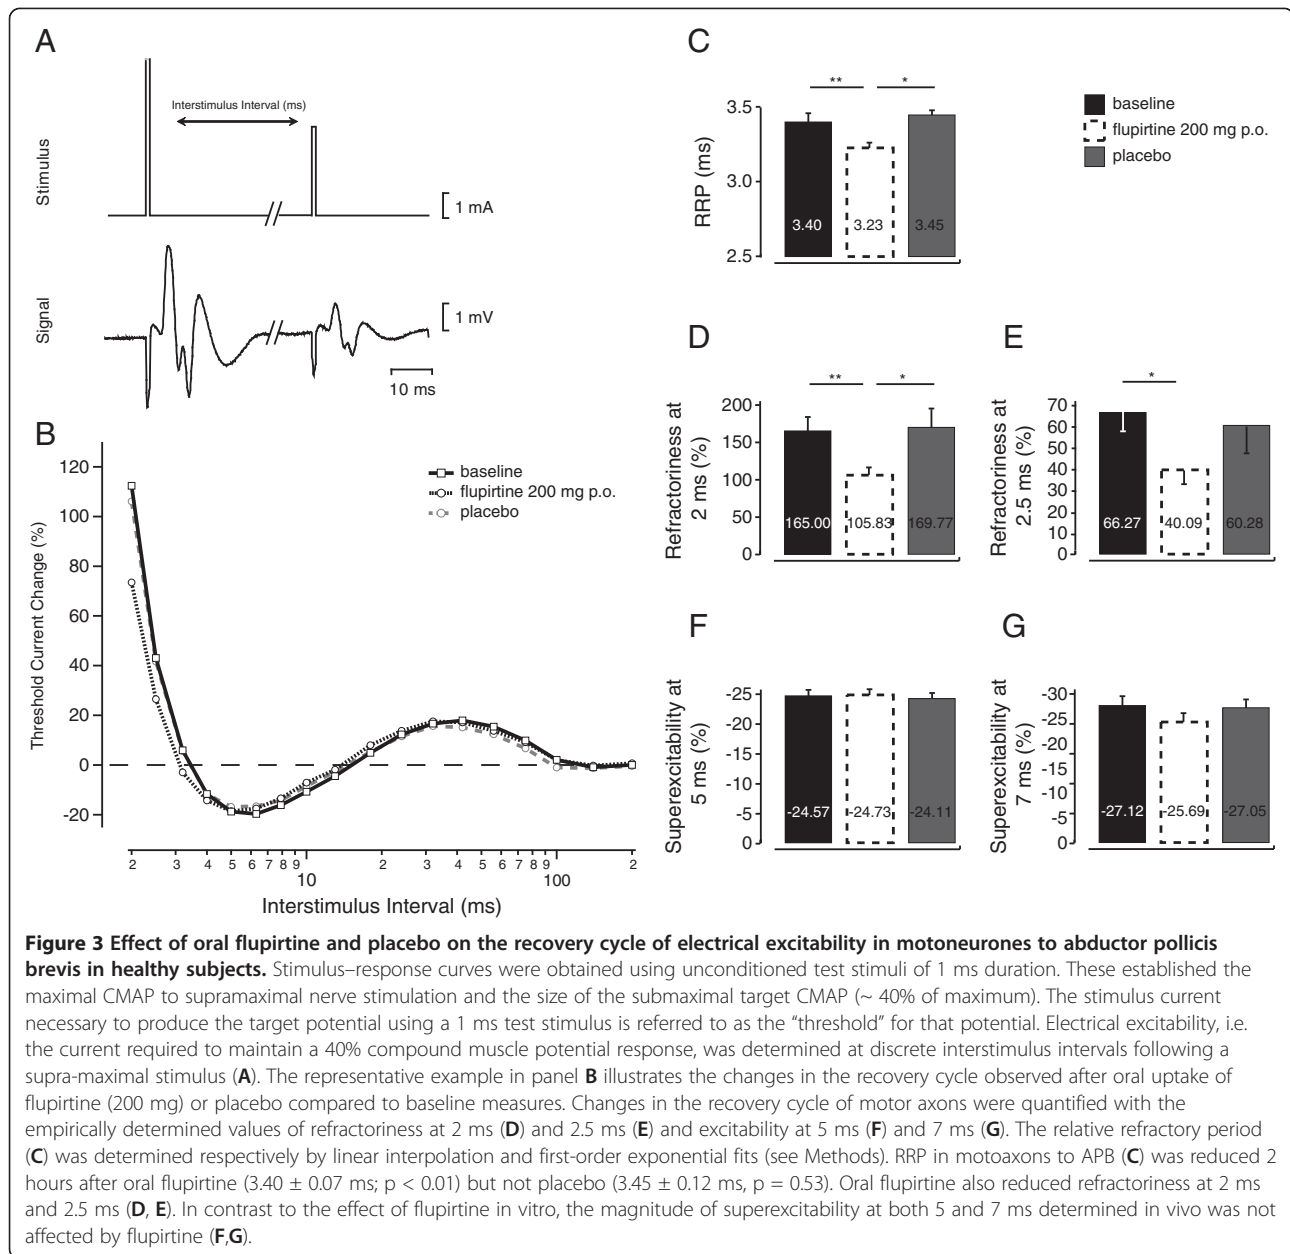 A
Interstimulus Interval (ms)
Stimulus
1 mA
Signal
1 mV
10 ms
B
Threshold Current Change (%)
120
100
80
60
40
20
0
-20
baseline
flupirtine 200 mg p.o.
placebo
2 3 4 5 6 7 8 9 10 2 3 4 5 6 7 8 9 100 2
Interstimulus Interval (ms)
C
** *
RRP (ms)
3.5
3.0
2.5
3.40 3.23 3.45
baseline
flupirtine 200 mg p.o.
placebo
D
** *
Refractoriness at
2 ms (%)
200
150
100
50
0
165.00 105.83 169.77
E
*
Refractoriness at
2.5 ms (%)
70
60
50
40
30
20
10
0
66.27 40.09 60.28
F
Superexcitability at
5 ms (%)
-25
-20
-15
-10
-5
0
-24.57 -24.73 -24.11
G
Superexcitability at
7 ms (%)
-30
-25
-20
-15
-10
-5
0
-27.12 -25.69 -27.05
Figure 3 Effect of oral flupirtine and placebo on the recovery cycle of electrical excitability in motoneurones to abductor pollicis
brevis in healthy subjects. Stimulus–response curves were obtained using unconditioned test stimuli of 1 ms duration. These established the
maximal CMAP to supramaximal nerve stimulation and the size of the submaximal target CMAP (~ 40% of maximum). The stimulus current
necessary to produce the target potential using a 1 ms test stimulus is referred to as the “threshold” for that potential. Electrical excitability, i.e.
the current required to maintain a 40% compound muscle potential response, was determined at discrete interstimulus intervals following a
supra-maximal stimulus (A). The representative example in panel B illustrates the changes in the recovery cycle observed after oral uptake of
flupirtine (200 mg) or placebo compared to baseline measures. Changes in the recovery cycle of motor axons were quantified with the
empirically determined values of refractoriness at 2 ms (D) and 2.5 ms (E) and excitability at 5 ms (F) and 7 ms (G). The relative refractory period
(C) was determined respectively by linear interpolation and first-order exponential fits (see Methods). RRP in motoaxons to APB (C) was reduced 2
hours after oral flupirtine (3.40 ± 0.07 ms; p < 0.01) but not placebo (3.45 ± 0.12 ms, p = 0.53). Oral flupirtine also reduced refractoriness at 2 ms
and 2.5 ms (D, E). In contrast to the effect of flupirtine in vitro, the magnitude of superexcitability at both 5 and 7 ms determined in vivo was not
affected by flupirtine (F,G).